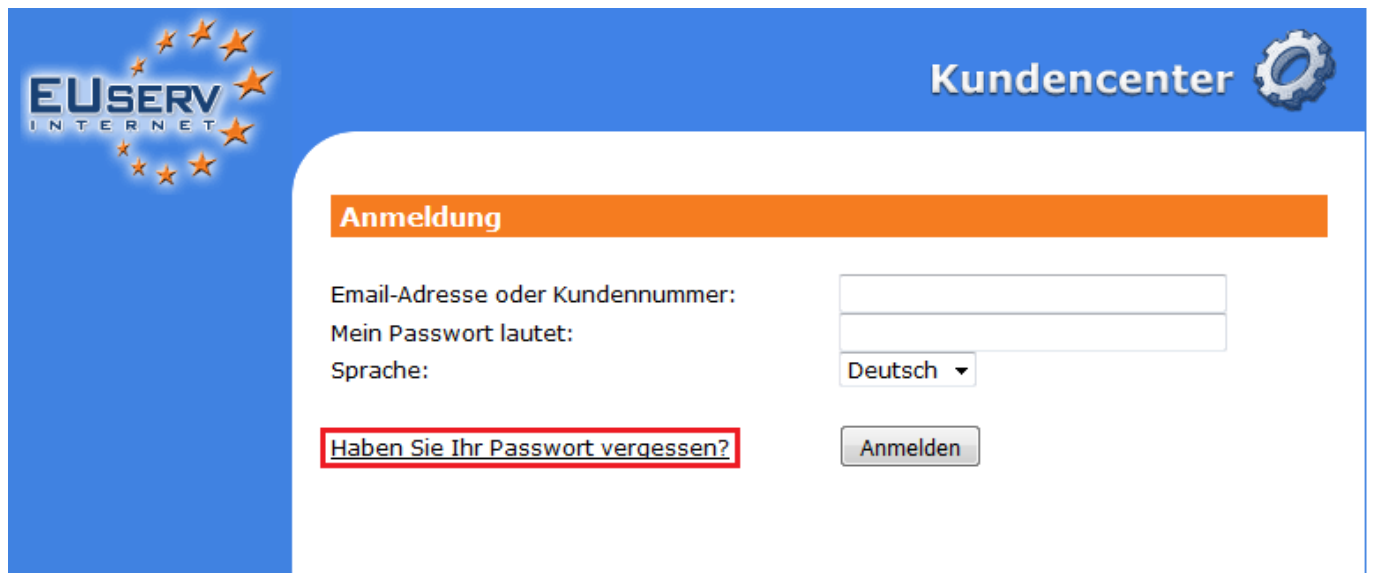 EUSERV
INTERNET
Kundencenter
Anmeldung
Email-Adresse oder Kundennummer:
Mein Passwort lautet:
Sprache: Deutsch
Haben Sie Ihr Passwort vergessen? Anmelden